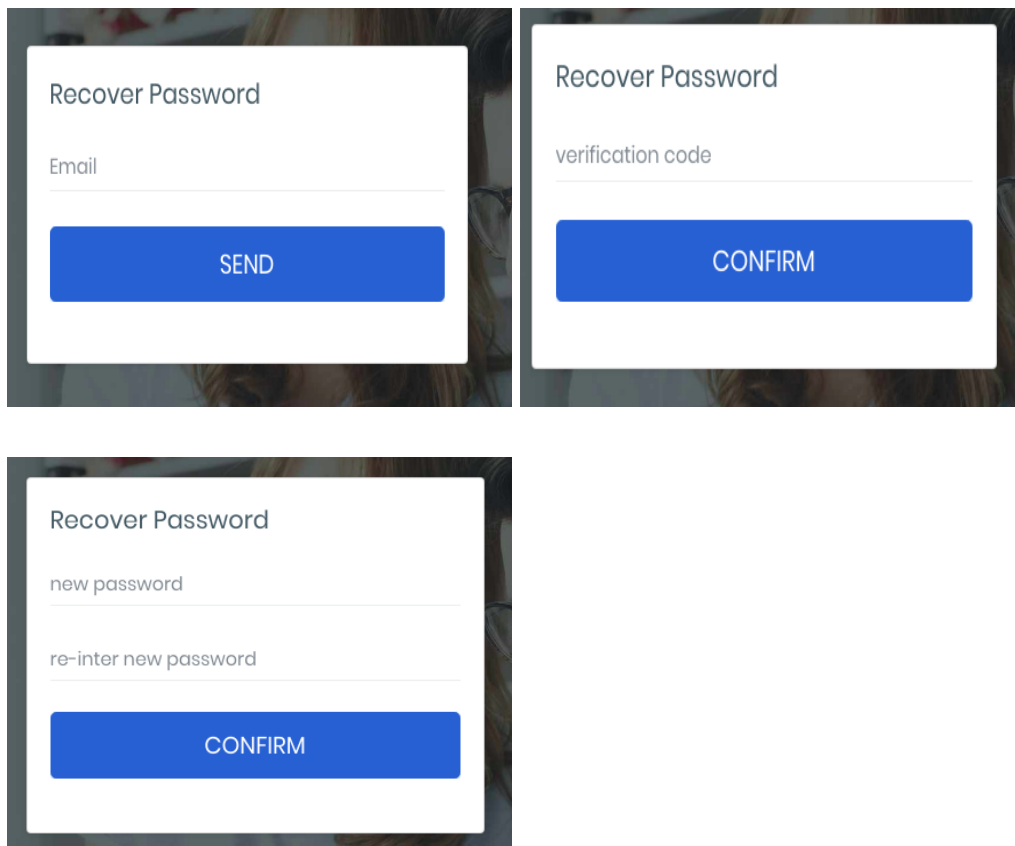 Recover Password
Email
SEND
Recover Password
verification code
CONFIRM
Recover Password
new password
re-inter new password
CONFIRM